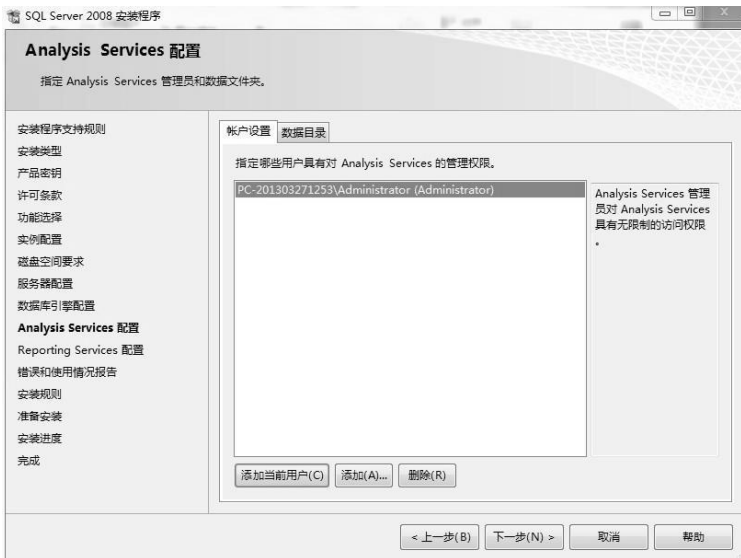 SQL Server 2008 安装程序
Analysis Services 配置
指定 Analysis Services 管理员和数据文件夹。
安装程序支持规则
安装类型
产品密钥
许可条款
功能选择
实例配置
磁盘空间要求
服务器配置
数据库引擎配置
Analysis Services 配置
Reporting Services 配置
错误和使用情况报告
安装规则
准备安装
安装进度
完成
帐户设置 数据目录
指定哪些用户具有对 Analysis Services 的管理权限。
PC-201303271253\Administrator (Administrator)
Analysis Services 管理
员对 Analysis Services
具有无限制的访问权限
。
添加当前用户(C) 添加(A)... 删除(R)
< 上一步(B) 下一步(N) > 取消 帮助